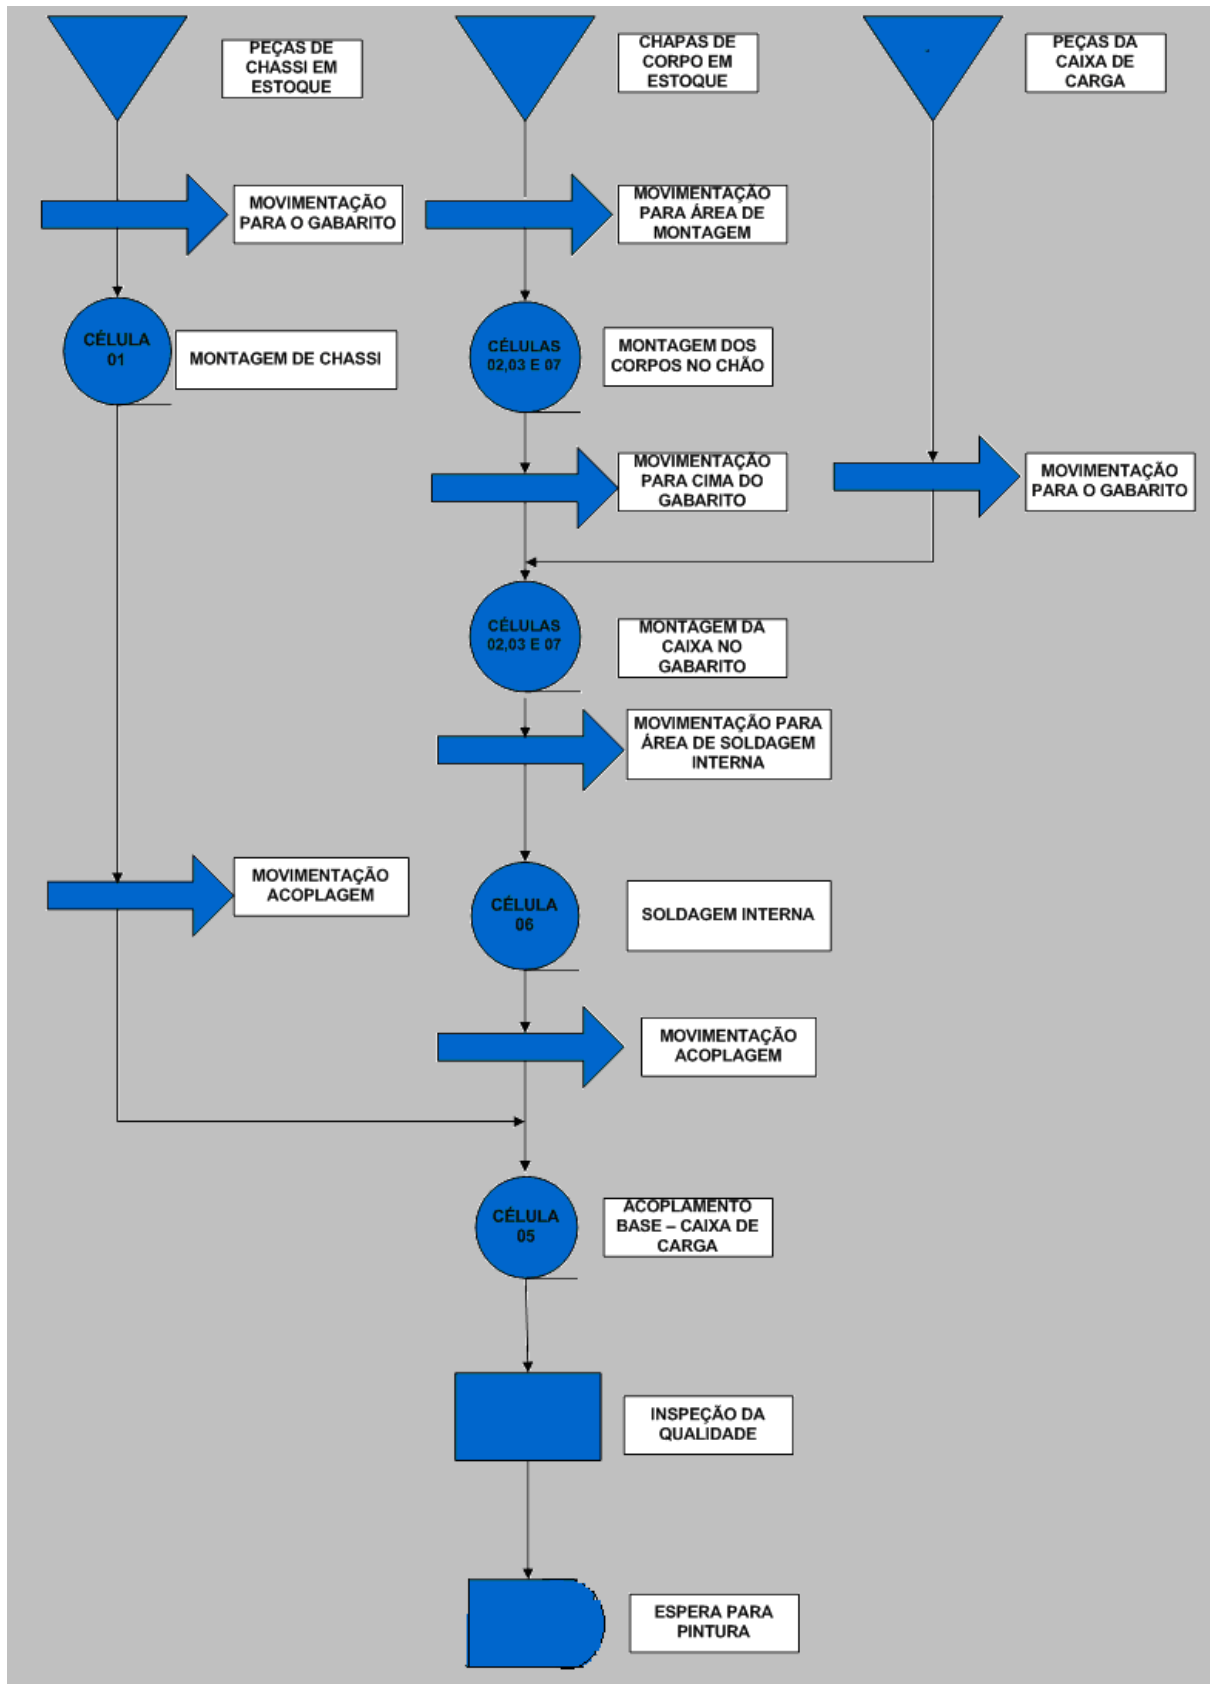 PEÇAS DE
CHASSI EM
ESTOQUE
CHAPAS DE
CORPO EM
ESTOQUE
PEÇAS DA
CAIXA DE
CARGA
MOVIMENTAÇÃO
PARA O GABARITO
MOVIMENTAÇÃO
PARA ÁREA DE
MONTAGEM
CÉLULA
01
MONTAGEM DE CHASSI
CÉLULAS
02,03 E 07
MONTAGEM DOS
CORPOS NO CHÃO
MOVIMENTAÇÃO
PARA CIMA DO
GABARITO
MOVIMENTAÇÃO
PARA O GABARITO
CÉLULAS
02,03 E 07
MONTAGEM DA
CAIXA NO
GABARITO
MOVIMENTAÇÃO PARA
ÁREA DE SOLDAGEM
INTERNA
MOVIMENTAÇÃO
ACOPLAGEM
CÉLULA
06
SOLDAGEM INTERNA
MOVIMENTAÇÃO
ACOPLAGEM
CÉLULA
05
ACOPLAMENTO
BASE – CAIXA DE
CARGA
INSPEÇÃO DA
QUALIDADE
ESPERA PARA
PINTURA